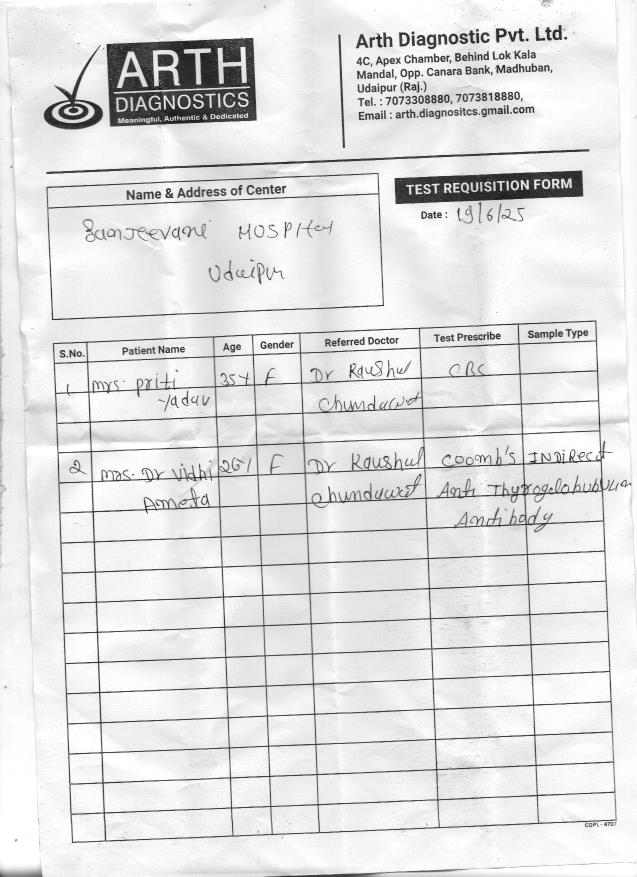 ARTH
DIAGNOSTICS
Meaningful, Authentic & Dedicated
Arth Diagnostic Pvt. Ltd.
4C, Apex Chamber, Behind Lok Kala
Mandal, Opp. Canara Bank, Madhuban,
Udaipur (Raj.)
Tel. : 7073308880, 7073818880,
Email : arth.diagnositcs.gmail.com
Name & Address of Center
Sanjeevani HOSPital
Udaipur
TEST REQUISITION FORM
Date : 19/6/25
S.No. Patient Name Age Gender Referred Doctor Test Prescribe Sample Type
1 mrs. Priti 35Y F Dr Kaushal CBC
Yadav Chundawat
2 mrs. Dr Vidhi 26Y F Dr Kaushal Coomb's INDiRect
Ameta Chundawat Anti Thyrogelobubulin
Antibody
COPL - 4707